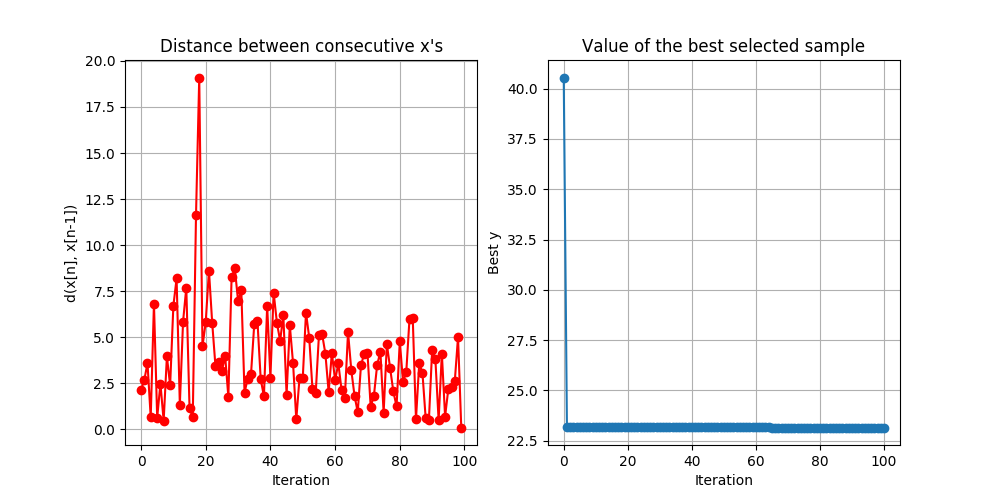 Distance between consecutive x's
20.0
17.5
15.0
12.5
10.0
7.5
5.0
2.5
0.0
d(x[n], x[n-1])
0 20 40 60 80 100
Iteration
Value of the best selected sample
40.0
37.5
35.0
32.5
30.0
27.5
25.0
22.5
Best y
0 20 40 60 80 100
Iteration